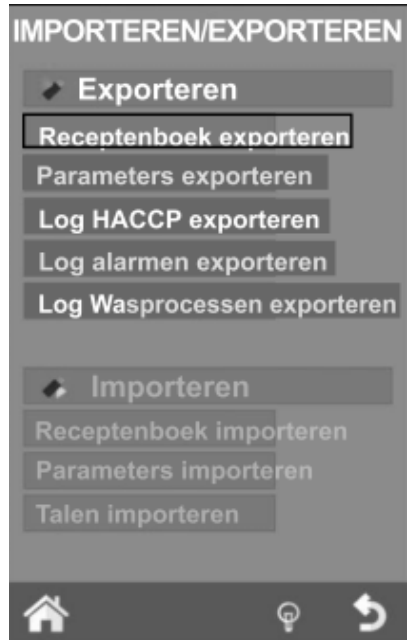 IMPORTEREN/EXPORTEREN
Exporteren
Receptenboek exporteren
Parameters exporteren
Log HACCP exporteren
Log alarmen exporteren
Log Wasprocessen exporteren
Importeren
Receptenboek importeren
Parameters importeren
Talen importeren